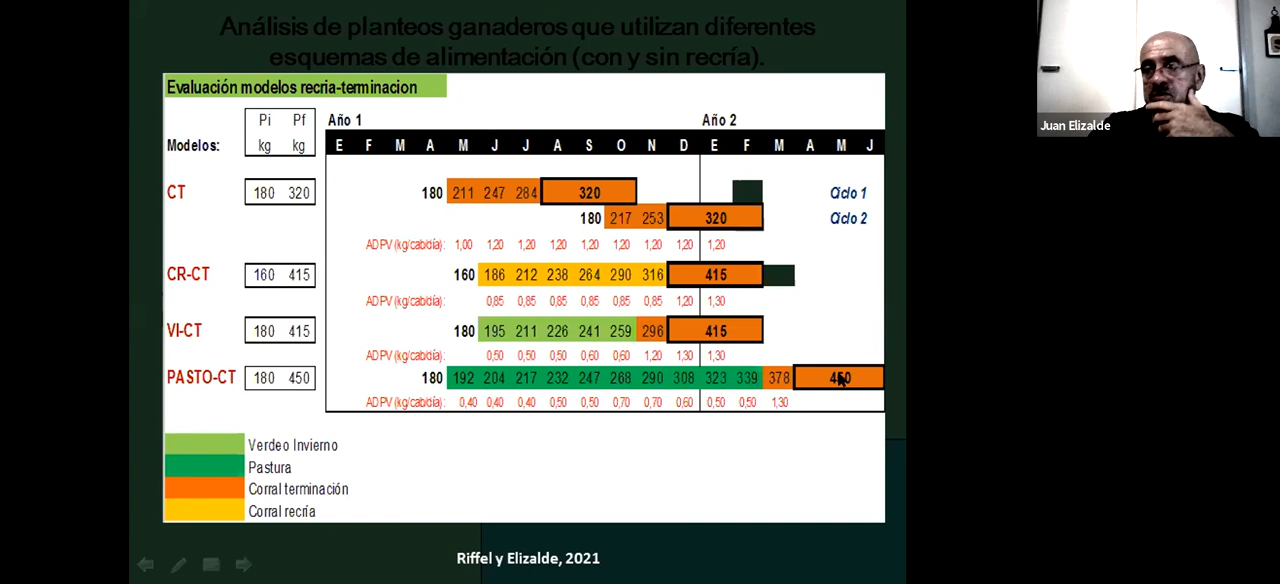 Análisis de planteos ganaderos que utilizan diferentes
esquemas de alimentación (con y sin recría).
Evaluación modelos recria-terminacion
Pi Pf Año 1 Año 2
Modelos: kg kg E F M A M J J A S O N D E F M A M J
CT 180 320 180 211 247 284 320 Ciclo 1
180 217 253 320 Ciclo 2
ADPV (kg/cab/día): 1,00 1,20 1,20 1,20 1,20 1,20 1,20 1,20 1,20
CR-CT 160 415 160 186 212 238 264 290 316 415
ADPV (kg/cab/día): 0,85 0,85 0,85 0,85 0,85 0,85 1,20 1,30
VI-CT 180 415 180 195 211 226 241 259 296 415
ADPV (kg/cab/día): 0,50 0,50 0,50 0,60 0,60 1,20 1,30 1,30
PASTO-CT 180 450 180 192 204 217 232 247 268 290 308 323 339 378 450
ADPV (kg/cab/día): 0,40 0,40 0,40 0,50 0,50 0,70 0,70 0,60 0,50 0,50 1,30
Verdeo Invierno
Pastura
Corral terminación
Corral recría
Riffel y Elizalde, 2021
Juan Elizalde